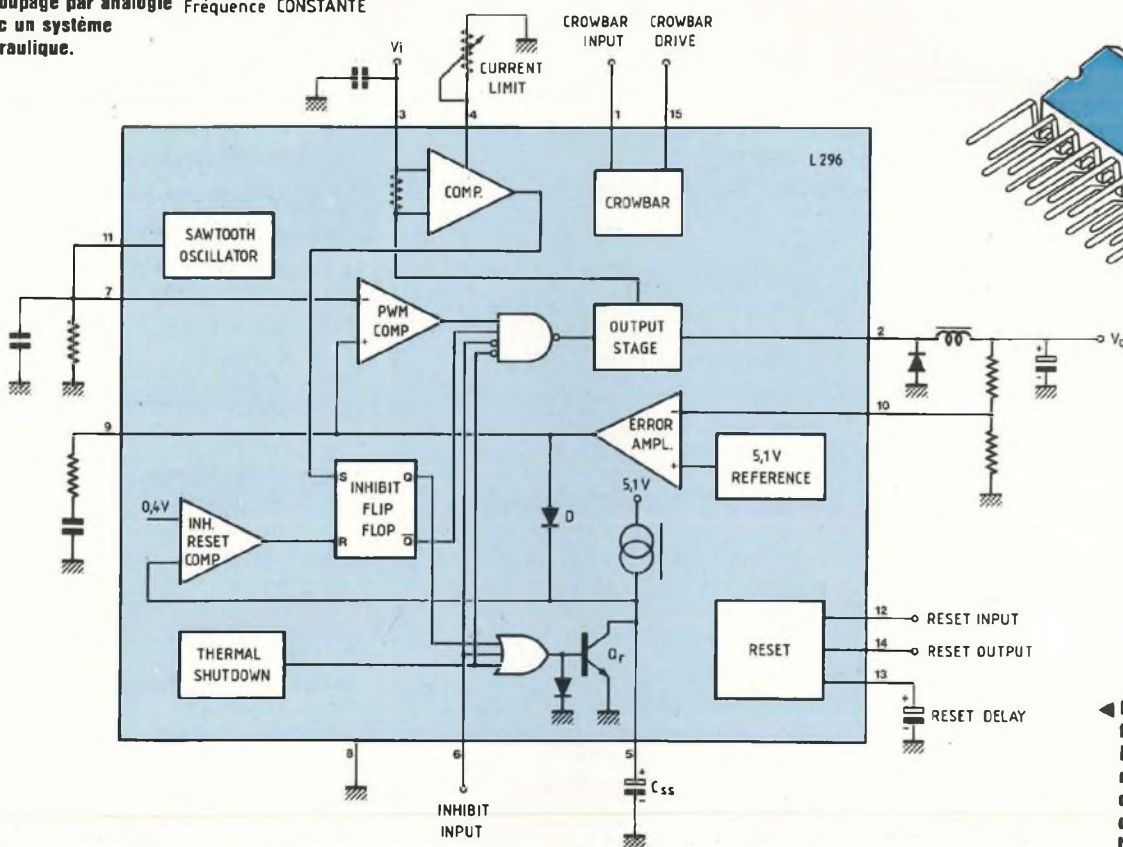 oupage par analogie
c un système
raulique.
Fréquence CONSTANTE
Vi
CURRENT
LIMIT
CROWBAR
INPUT
CROWBAR
DRIVE
3
4
1
15
L 296
COMP.
CROWBAR
11
SAWTOOTH
OSCILLATOR
7
PWM
COMP
-
+
OUTPUT
STAGE
2
+
-
10
9
ERROR
AMPL.
-
+
5,1 V
REFERENCE
5,1 V
0,4V
INH.
RESET
COMP
S
Q
INHIBIT
FLIP
FLOP
R
Q̅
D
THERMAL
SHUTDOWN
Qr
RESET
12
RESET INPUT
14
RESET OUTPUT
13
+
-
RESET DELAY
8
6
5
INHIBIT
INPUT
+
-
Css